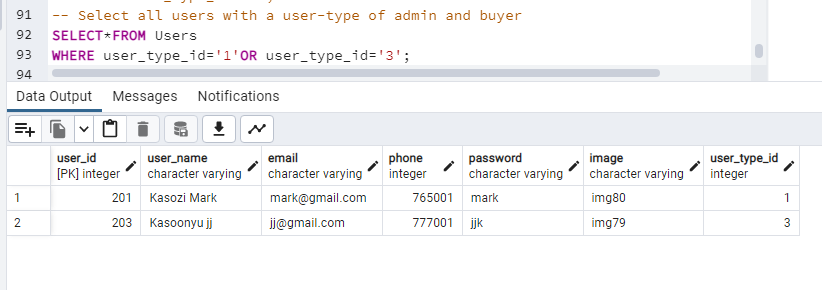 91 -- Select all users with a user-type of admin and buyer
92 SELECT*FROM Users
93 WHERE user_type_id='1'OR user_type_id='3';
94
Data Output Messages Notifications
user_id user_name email phone password image user_type_id
[PK] integer character varying character varying integer character varying character varying integer
1 201 Kasozi Mark mark@gmail.com 765001 mark img80 1
2 203 Kasoonyu jj jj@gmail.com 777001 jjk img79 3